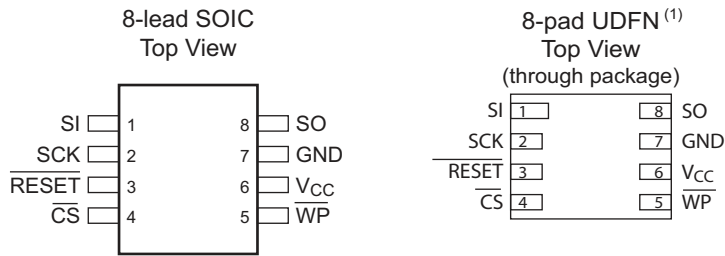 8-lead SOIC
Top View
SI 1 8 SO
SCK 2 7 GND
RESET 3 6 VCC
CS 4 5 WP
8-pad UDFN (1)
Top View
(through package)
SI 1 8 SO
SCK 2 7 GND
RESET 3 6 VCC
CS 4 5 WP